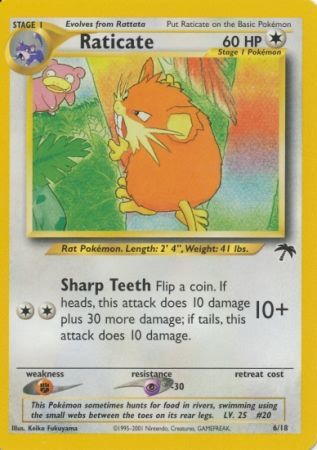 STAGE 1 Evolves from Rattata Put Raticate on the Basic Pokémon
Raticate 60 HP
Stage 1 Pokémon
Rat Pokémon. Length: 2' 4", Weight: 41 lbs.
Sharp Teeth Flip a coin. If
heads, this attack does 10 damage
plus 30 more damage; if tails, this
attack does 10 damage.
10+
weakness resistance retreat cost
-30
This Pokémon sometimes hunts for food in rivers, swimming using
the small webs between the toes on its rear legs. LV. 25 #20
Illus. Keiko Fukuyama ©1995-2001 Nintendo, Creatures, GAMEFREAK. 6/18